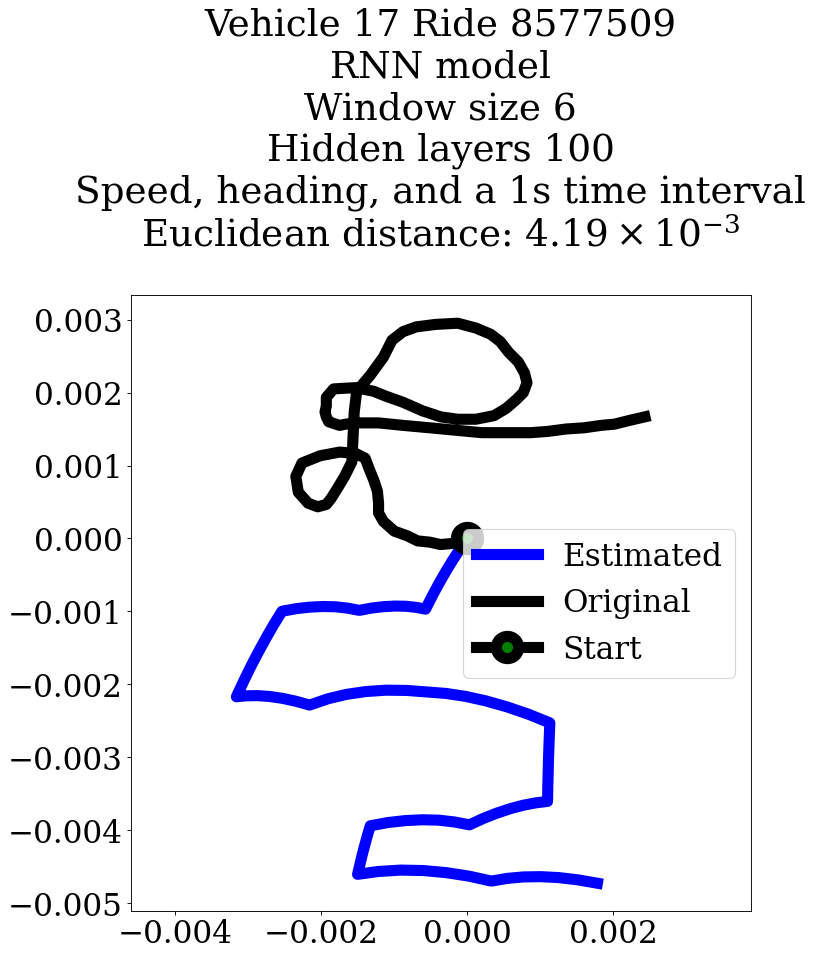 Vehicle 17 Ride 8577509
RNN model
Window size 6
Hidden layers 100
Speed, heading, and a 1s time interval
Euclidean distance: 4.19 × 10⁻³
0.003
0.002
0.001
0.000
−0.001
−0.002
−0.003
−0.004
−0.005
Estimated
Original
Start
−0.004 −0.002 0.000 0.002